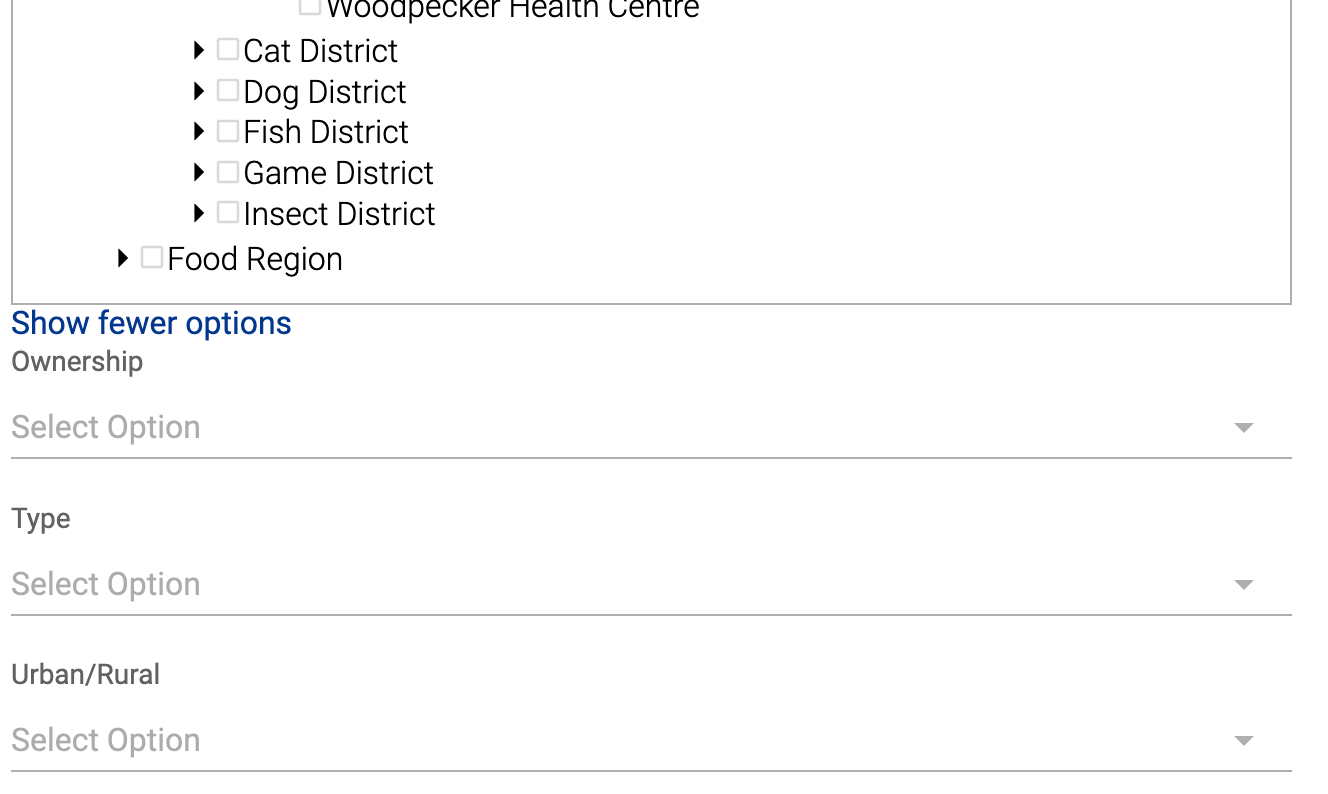 Woodpecker Health Centre
Cat District
Dog District
Fish District
Game District
Insect District
Food Region
Show fewer options
Ownership
Select Option
Type
Select Option
Urban/Rural
Select Option